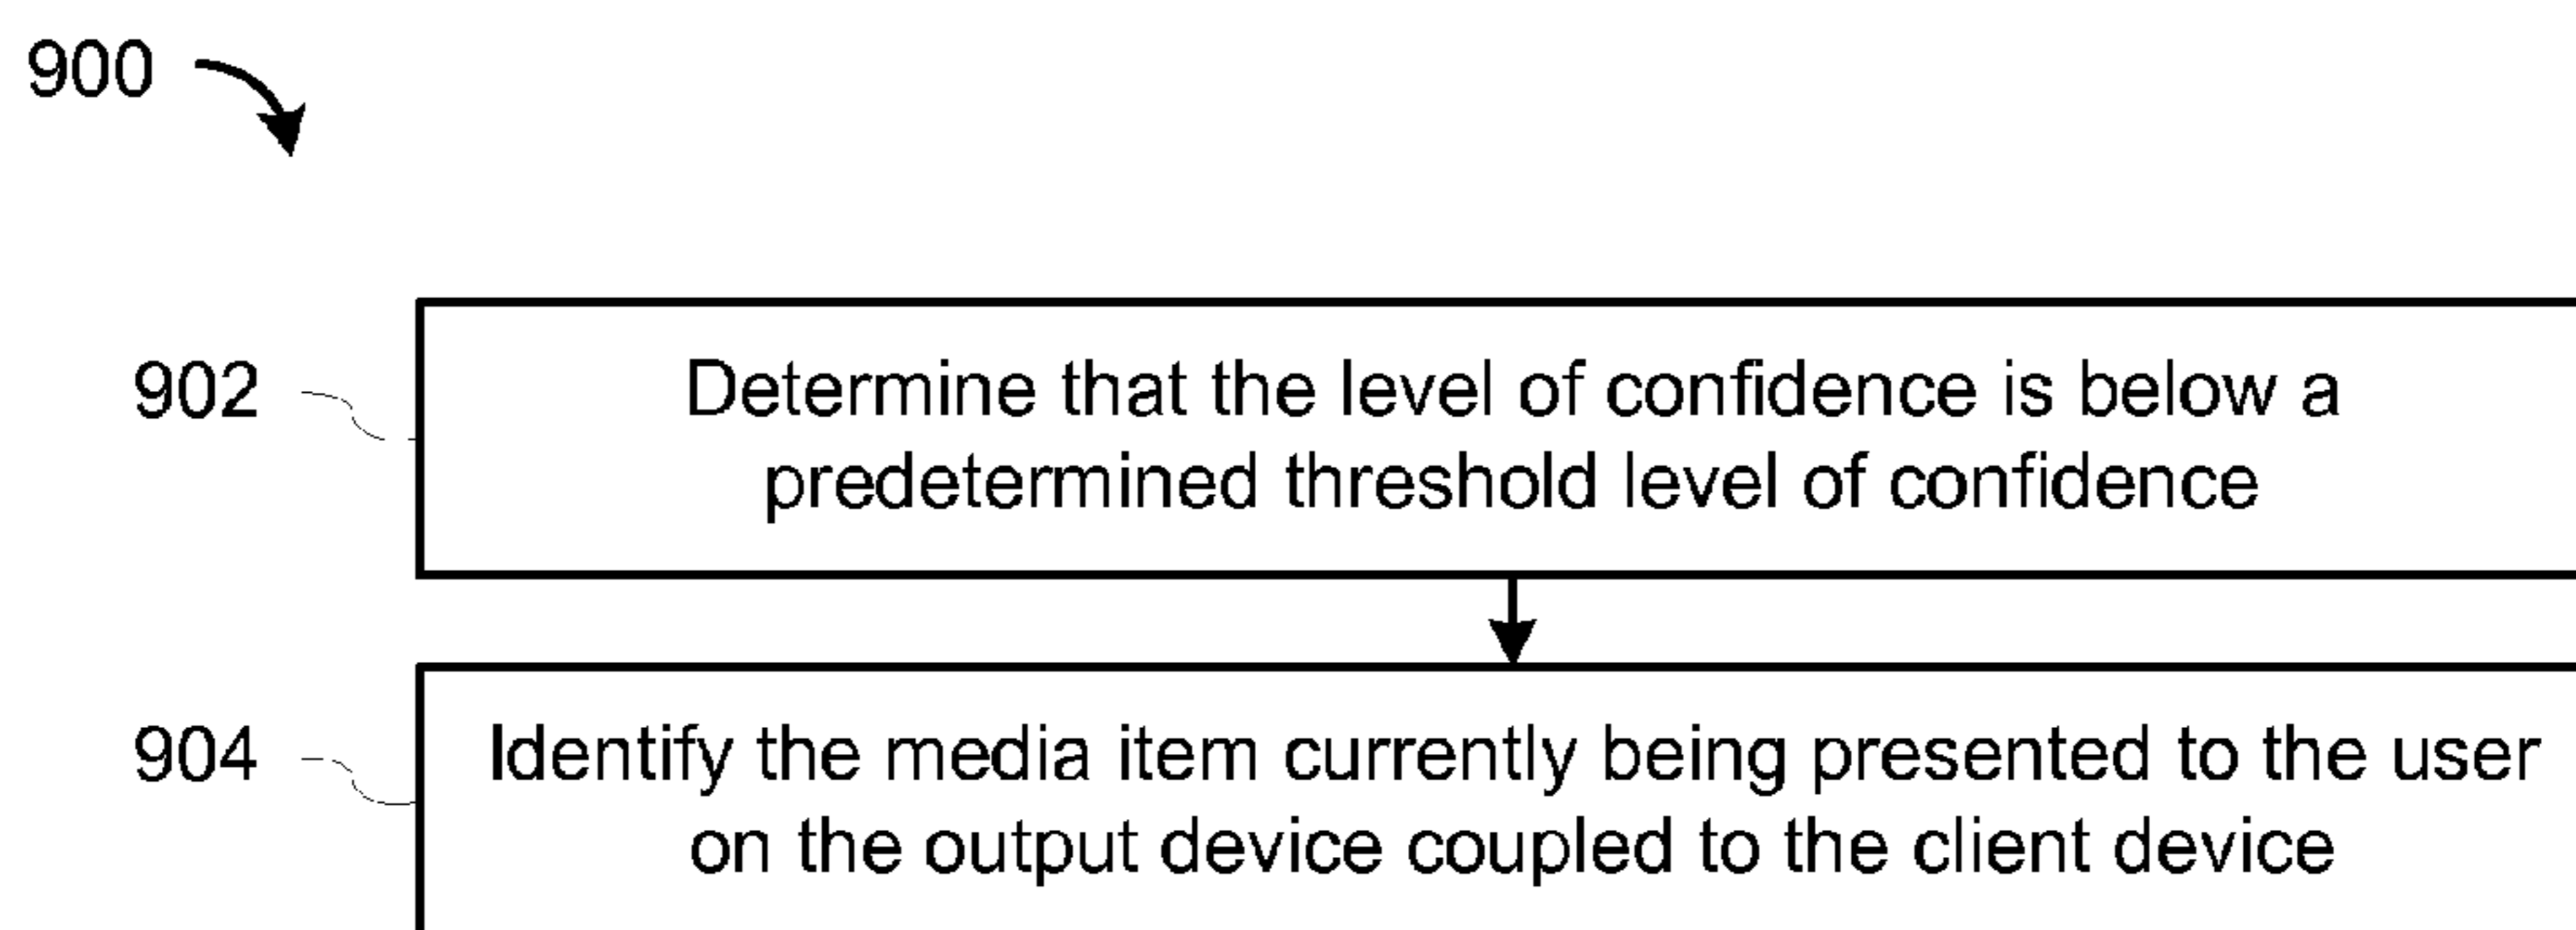 900
902
Determine that the level of confidence is below a
predetermined threshold level of confidence
904
Identify the media item currently being presented to the user
on the output device coupled to the client device